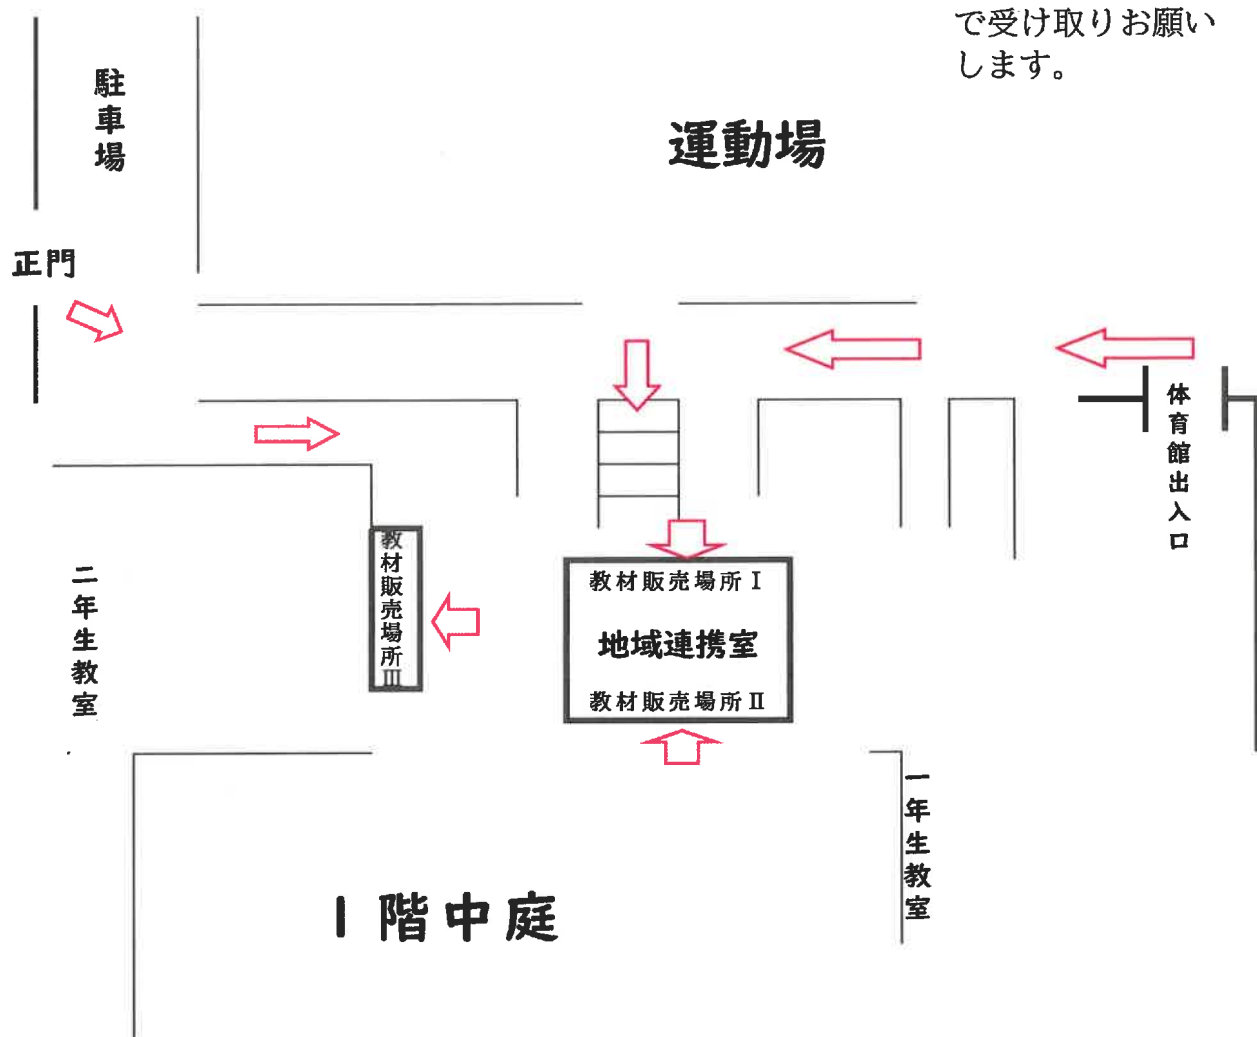 で受け取りお願い
します。
駐車場
運動場
正門
体育館出入口
教材販売場所Ⅲ
教材販売場所Ⅰ
地域連携室
教材販売場所Ⅱ
二年生教室
一年生教室
1階中庭